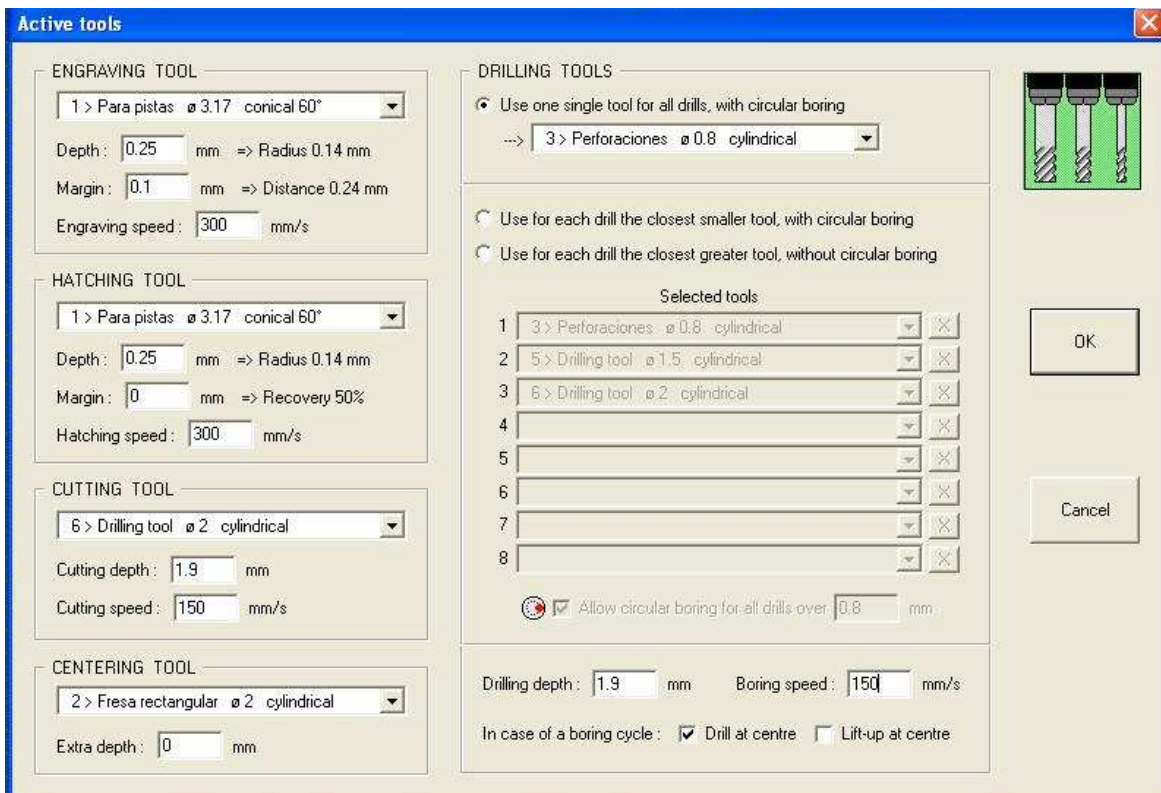 Active tools
ENGRAVING TOOL
1 > Para pistas ø 3.17 conical 60°
Depth : 0.25 mm => Radius 0.14 mm
Margin : 0.1 mm => Distance 0.24 mm
Engraving speed : 300 mm/s
HATCHING TOOL
1 > Para pistas ø 3.17 conical 60°
Depth : 0.25 mm => Radius 0.14 mm
Margin : 0 mm => Recovery 50%
Hatching speed : 300 mm/s
CUTTING TOOL
6 > Drilling tool ø 2 cylindrical
Cutting depth : 1.9 mm
Cutting speed : 150 mm/s
CENTERING TOOL
2 > Fresa rectangular ø 2 cylindrical
Extra depth : 0 mm
DRILLING TOOLS
Use one single tool for all drills, with circular boring
---> 3 > Perforaciones ø 0.8 cylindrical
Use for each drill the closest smaller tool, with circular boring
Use for each drill the closest greater tool, without circular boring
Selected tools
1 3 > Perforaciones ø 0.8 cylindrical
2 5 > Drilling tool ø 1.5 cylindrical
3 6 > Drilling tool ø 2 cylindrical
4
5
6
7
8
Allow circular boring for all drills over 0.8 mm
Drilling depth : 1.9 mm Boring speed : 150 mm/s
In case of a boring cycle : Drill at centre Lift-up at centre
OK
Cancel